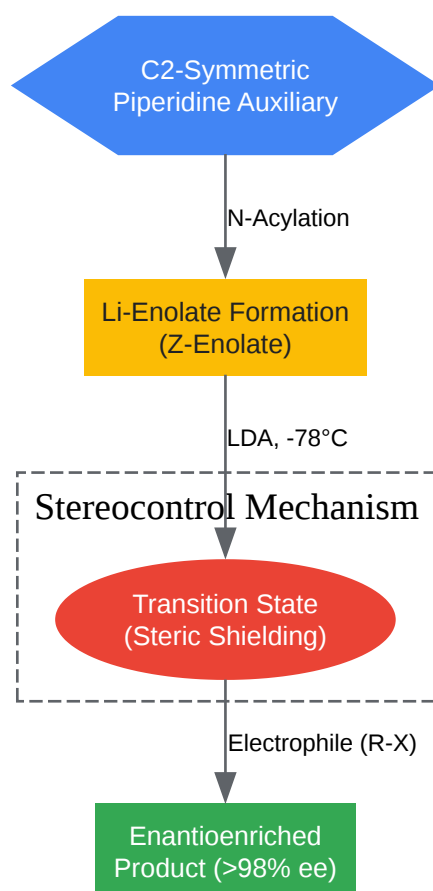 C2-Symmetric
Piperidine Auxiliary
N-Acylation
Li-Enolate Formation
(Z-Enolate)
LDA, -78°C
Stereocontrol Mechanism
Transition State
(Steric Shielding)
Electrophile (R-X)
Enantioenriched
Product (>98% ee)